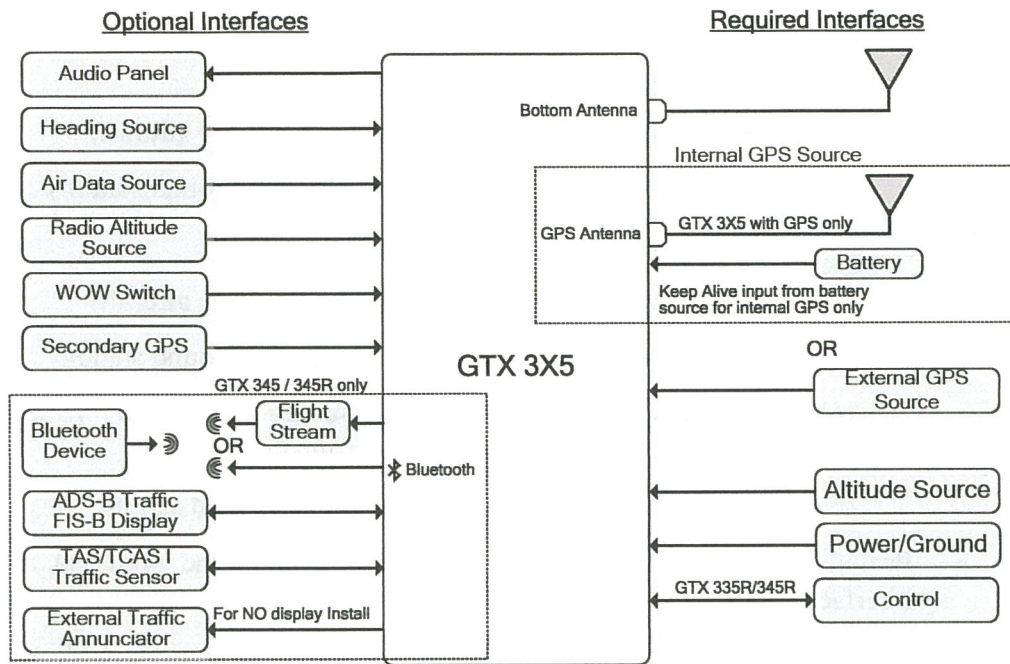 Optional Interfaces
Required Interfaces
Audio Panel
Heading Source
Air Data Source
Radio Altitude
Source
WOW Switch
Secondary GPS
GTX 345 / 345R only
Bluetooth
Device
Flight
Stream
OR
Bluetooth
ADS-B Traffic
FIS-B Display
TAS/TCAS I
Traffic Sensor
External Traffic
Annunciator
For NO display Install
GTX 3X5
Bottom Antenna
Internal GPS Source
GPS Antenna
GTX 3X5 with GPS only
Battery
Keep Alive input from battery
source for internal GPS only
OR
External GPS
Source
Altitude Source
Power/Ground
GTX 335R/345R
Control